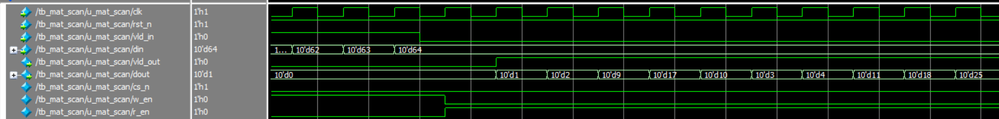 /tb_mat_scan/u_mat_scan/clk 1'h1
/tb_mat_scan/u_mat_scan/rst_n 1'h1
/tb_mat_scan/u_mat_scan/vld_in 1'h0
/tb_mat_scan/u_mat_scan/din 10'd64 1... 10'd62 10'd63 10'd64
/tb_mat_scan/u_mat_scan/vld_out 1'h0
/tb_mat_scan/u_mat_scan/dout 10'd1 10'd0 10'd1 10'd2 10'd9 10'd17 10'd10 10'd3 10'd4 10'd11 10'd18 10'd25
/tb_mat_scan/u_mat_scan/cs_n 1'h1
/tb_mat_scan/u_mat_scan/w_en 1'h0
/tb_mat_scan/u_mat_scan/r_en 1'h0